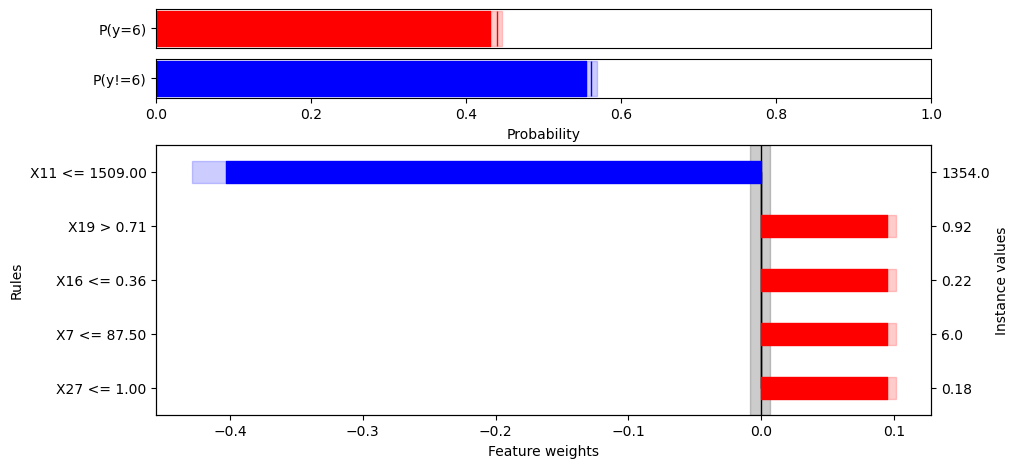 P(y=6)
P(y!=6)
0.0 0.2 0.4 0.6 0.8 1.0
Probability
X11 <= 1509.00 1354.0
X19 > 0.71 0.92
X16 <= 0.36 0.22
X7 <= 87.50 6.0
X27 <= 1.00 0.18
Rules
Instance values
−0.4 −0.3 −0.2 −0.1 0.0 0.1
Feature weights